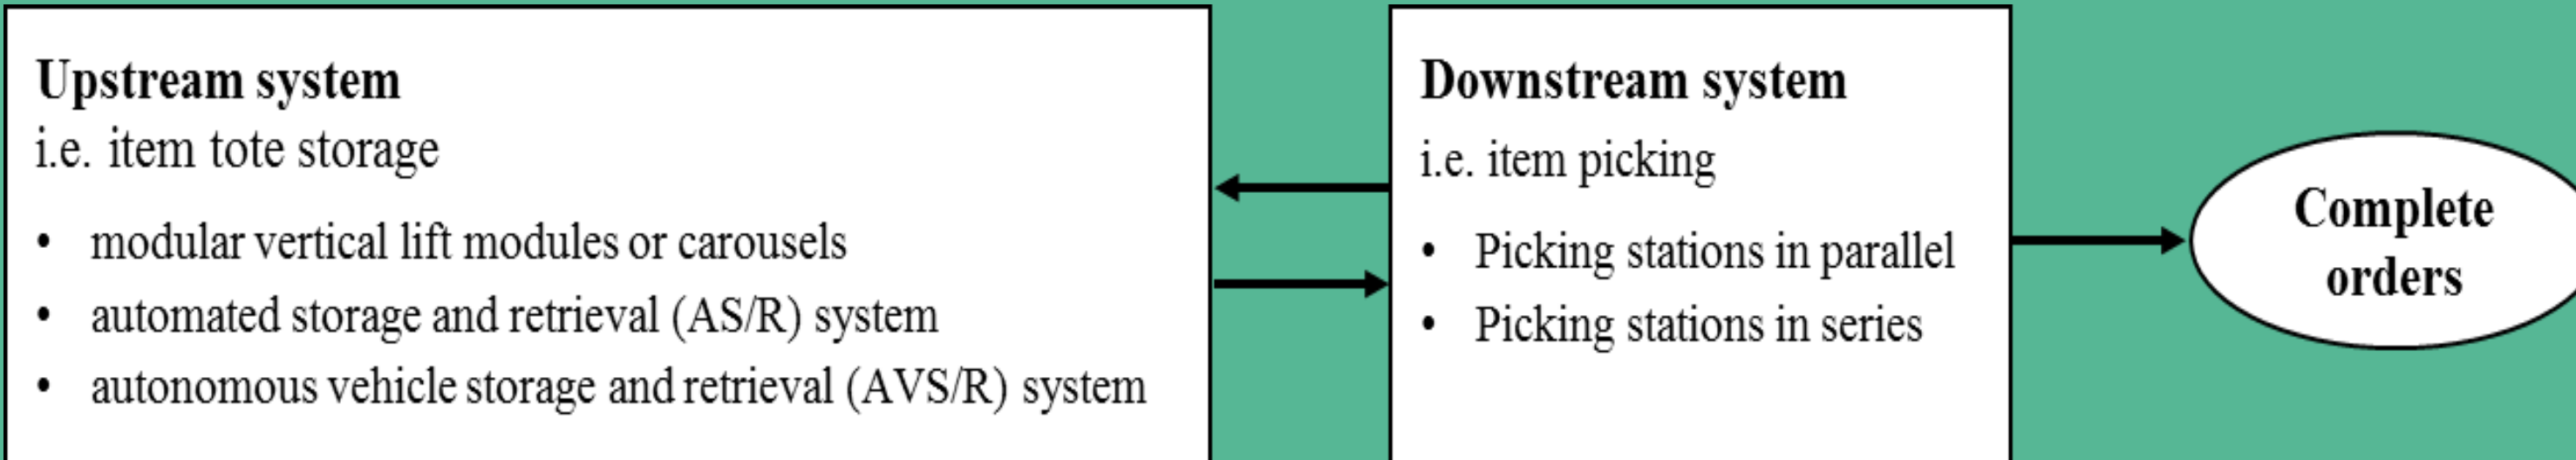 Upstream system
i.e. item tote storage
• modular vertical lift modules or carousels
• automated storage and retrieval (AS/R) system
• autonomous vehicle storage and retrieval (AVS/R) system
Downstream system
i.e. item picking
• Picking stations in parallel
• Picking stations in series
Complete
orders